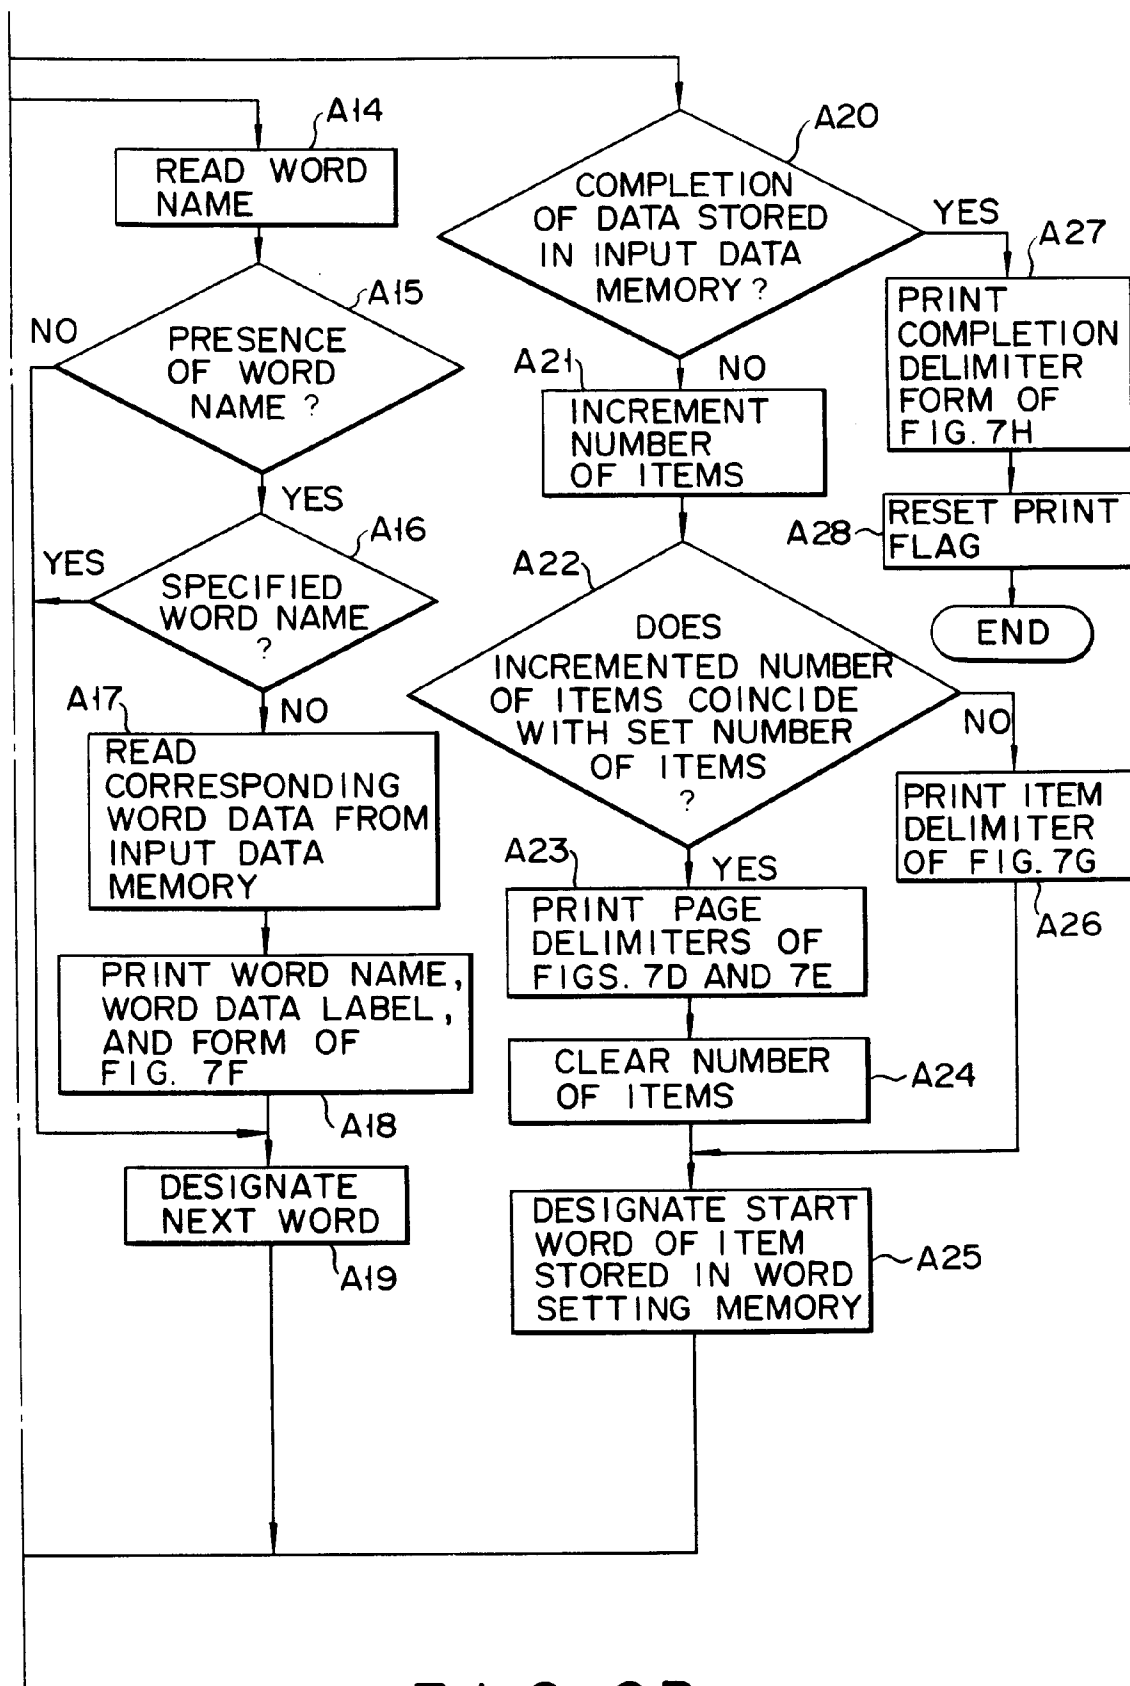 A14
READ WORD
NAME
A15
NO
PRESENCE
OF WORD
NAME ?
YES
A16
YES
SPECIFIED
WORD NAME
?
A17
NO
READ
CORRESPONDING
WORD DATA FROM
INPUT DATA
MEMORY
PRINT WORD NAME,
WORD DATA LABEL,
AND FORM OF
FIG. 7F
A18
DESIGNATE
NEXT WORD
A19
A20
COMPLETION
OF DATA STORED
IN INPUT DATA
MEMORY ?
YES
A27
PRINT
COMPLETION
DELIMITER
FORM OF
FIG. 7H
A28
RESET PRINT
FLAG
END
A21
NO
INCREMENT
NUMBER
OF ITEMS
A22
DOES
INCREMENTED NUMBER
OF ITEMS COINCIDE
WITH SET NUMBER
OF ITEMS
?
NO
PRINT ITEM
DELIMITER
OF FIG. 7G
A26
A23
YES
PRINT PAGE
DELIMITERS OF
FIGS. 7D AND 7E
CLEAR NUMBER
OF ITEMS
A24
DESIGNATE START
WORD OF ITEM
STORED IN WORD
SETTING MEMORY
A25